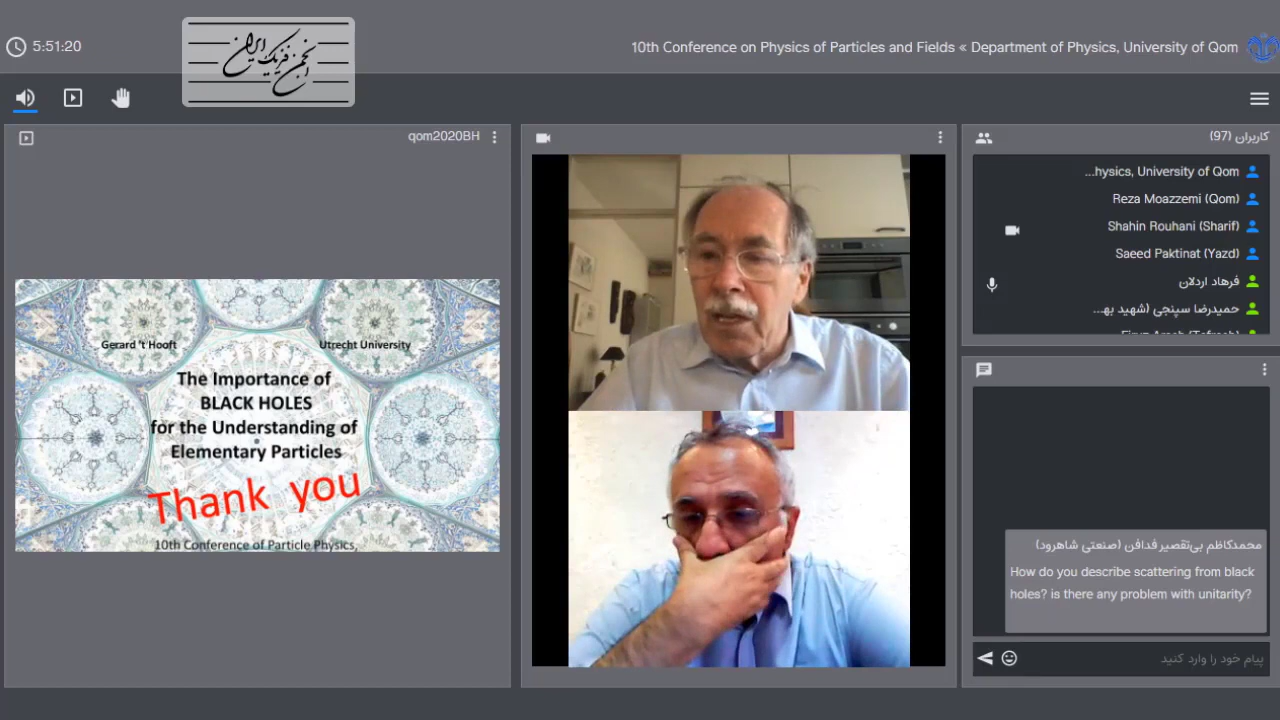 5:51:20
انجمن فیزیک ایران
10th Conference on Physics of Particles and Fields « Department of Physics, University of Qom
qom2020BH
Gerard 't Hooft
Utrecht University
The Importance of
BLACK HOLES
for the Understanding of
Elementary Particles
Thank you
10th Conference of Particle Physics,
کاربران (97)
...hysics, University of Qom
Reza Moazzemi (Qom)
Shahin Rouhani (Sharif)
Saeed Paktinat (Yazd)
فرهاد اردلان
حمیدرضا سپنجی (شهید به...
محمدکاظم بی‌تقصیر فدافن (صنعتی شاهرود)
How do you describe scattering from black
holes? is there any problem with unitarity?
پیام خود را وارد کنید